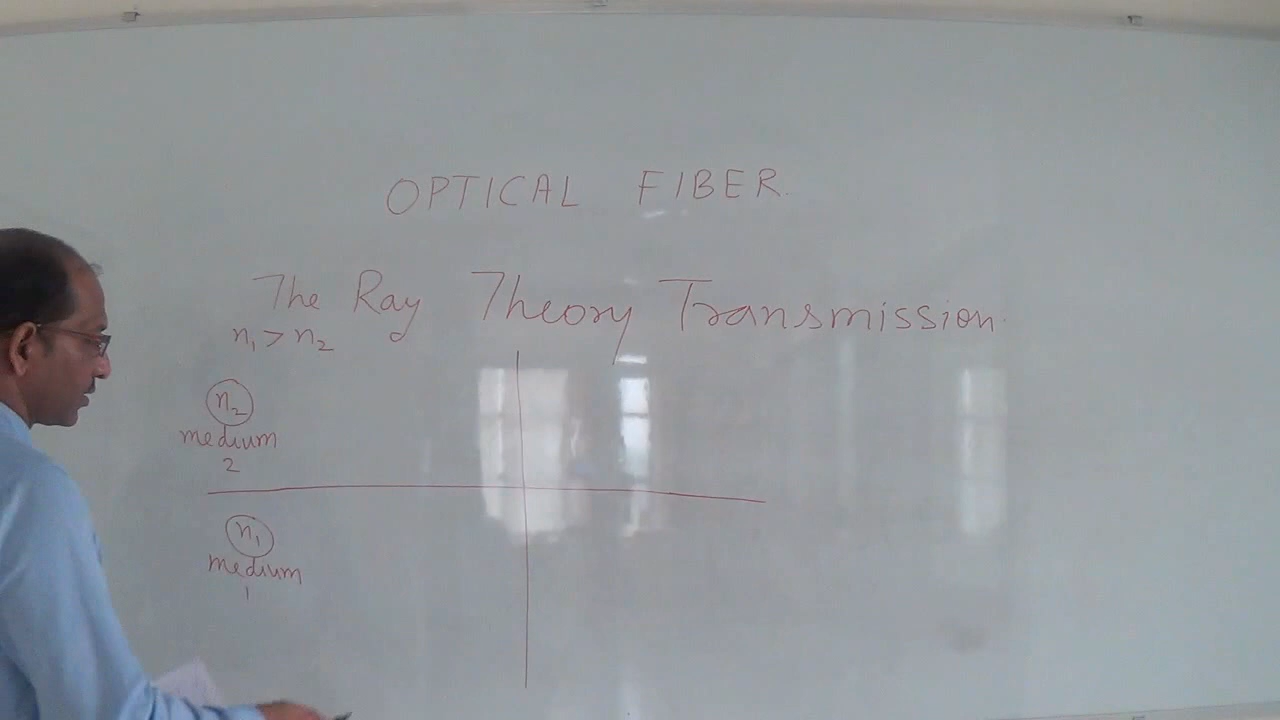 OPTICAL FIBER.
The Ray Theory Transmission.
n₁ > n₂
n₂
medium
2
n₁
medium
1